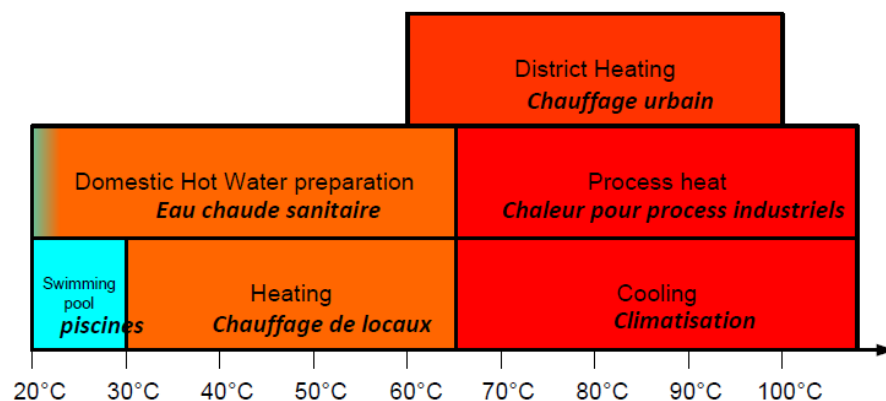 District Heating
Chauffage urbain
Domestic Hot Water preparation
Eau chaude sanitaire
Process heat
Chaleur pour process industriels
Swimming
pool
piscines
Heating
Chauffage de locaux
Cooling
Climatisation
20°C 30°C 40°C 50°C 60°C 70°C 80°C 90°C 100°C